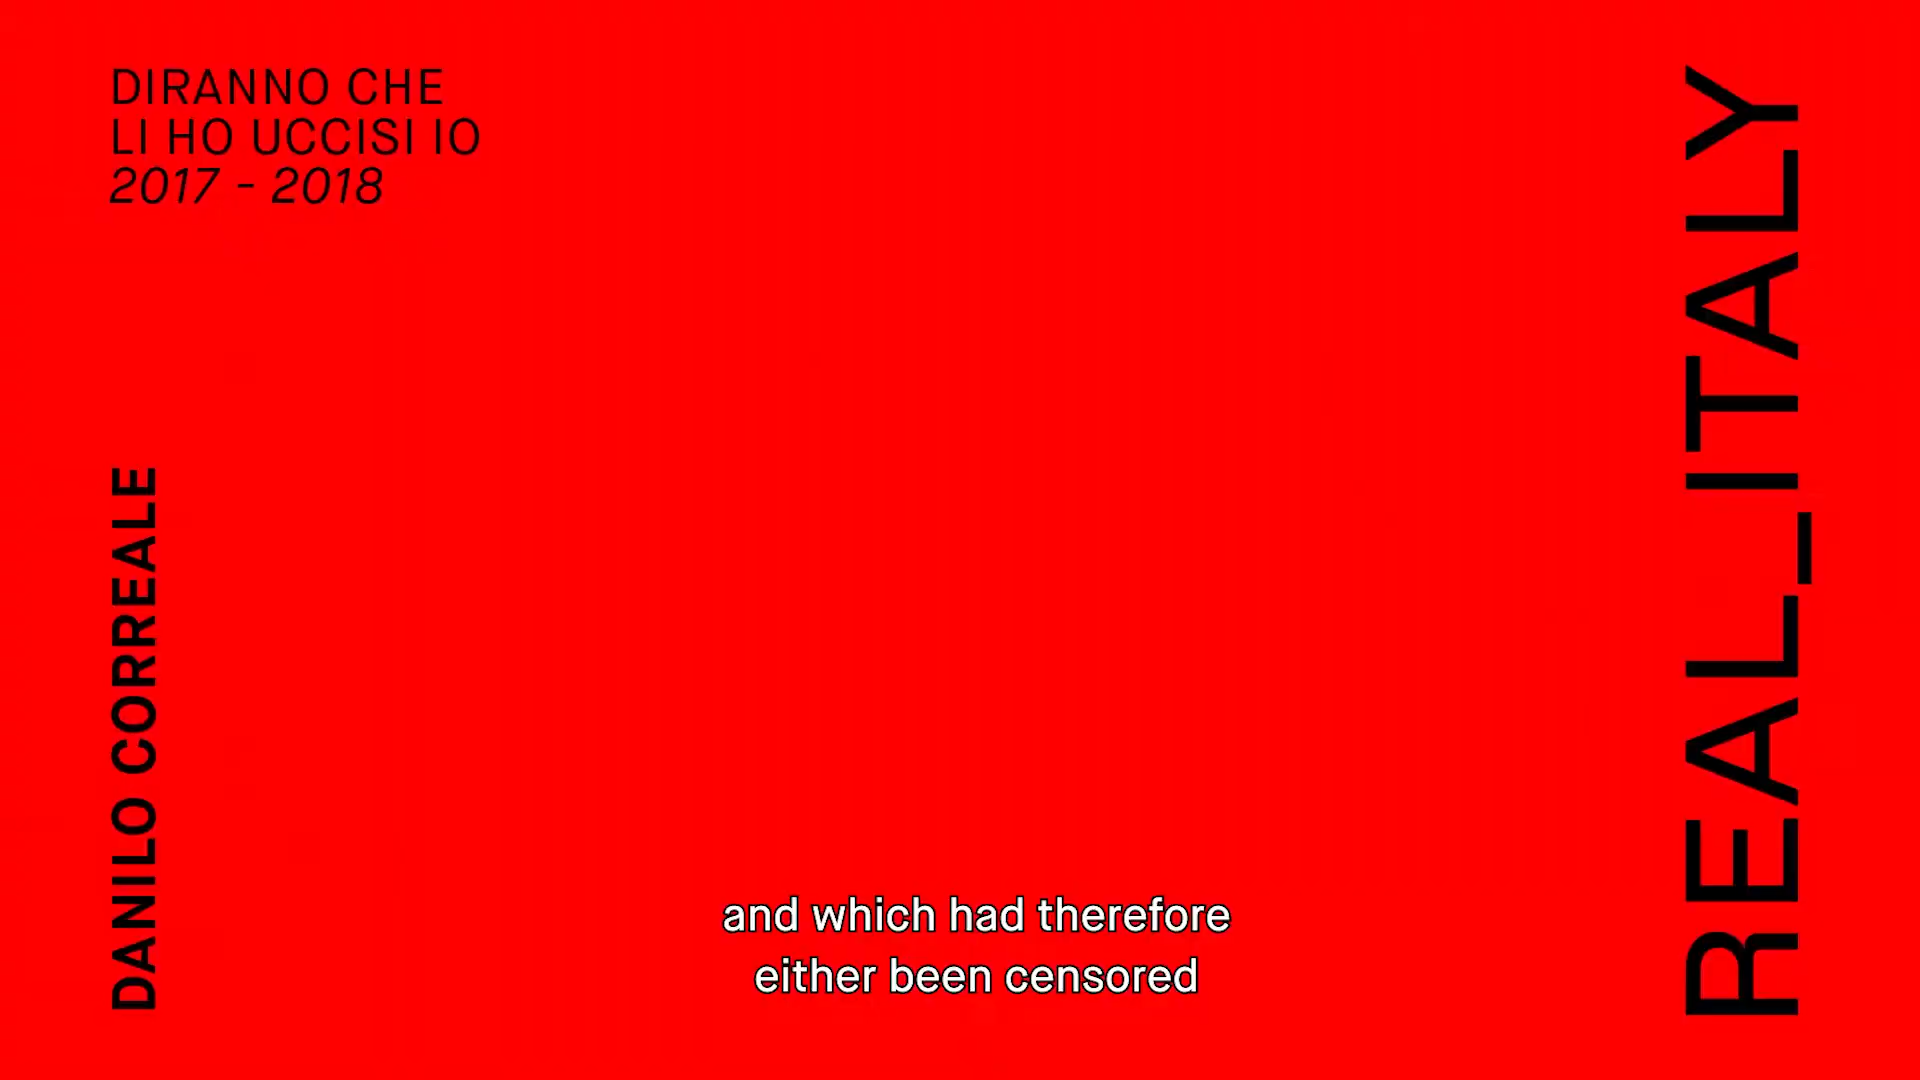 DIRANNO CHE
LI HO UCCISI IO
2017 - 2018
DANILO CORREALE
REAL_ITALY
and which had therefore
either been censored